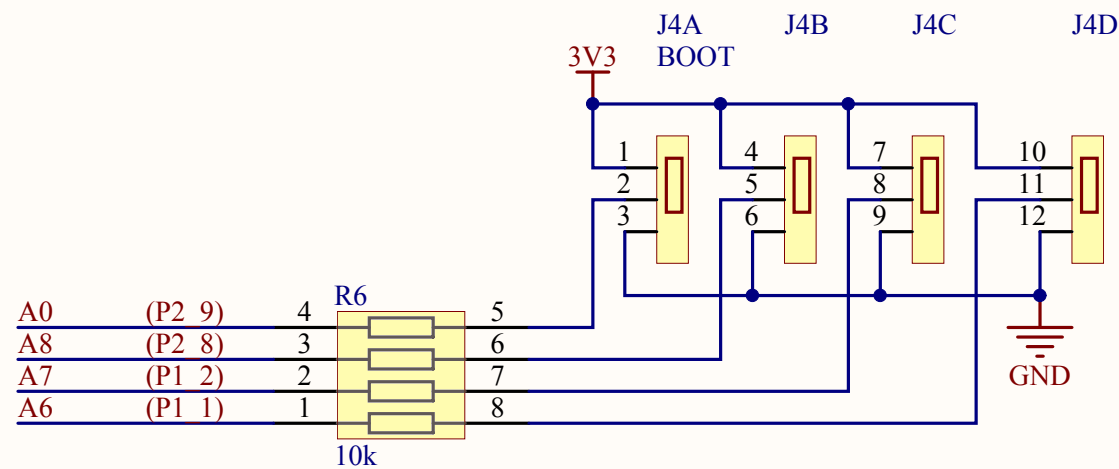 J4A J4B J4C J4D
3V3 BOOT
1 4 7 10
2 5 8 11
3 6 9 12
R6
A0 (P2_9) 4 5
A8 (P2_8) 3 6
A7 (P1_2) 2 7
A6 (P1_1) 1 8
GND
10k